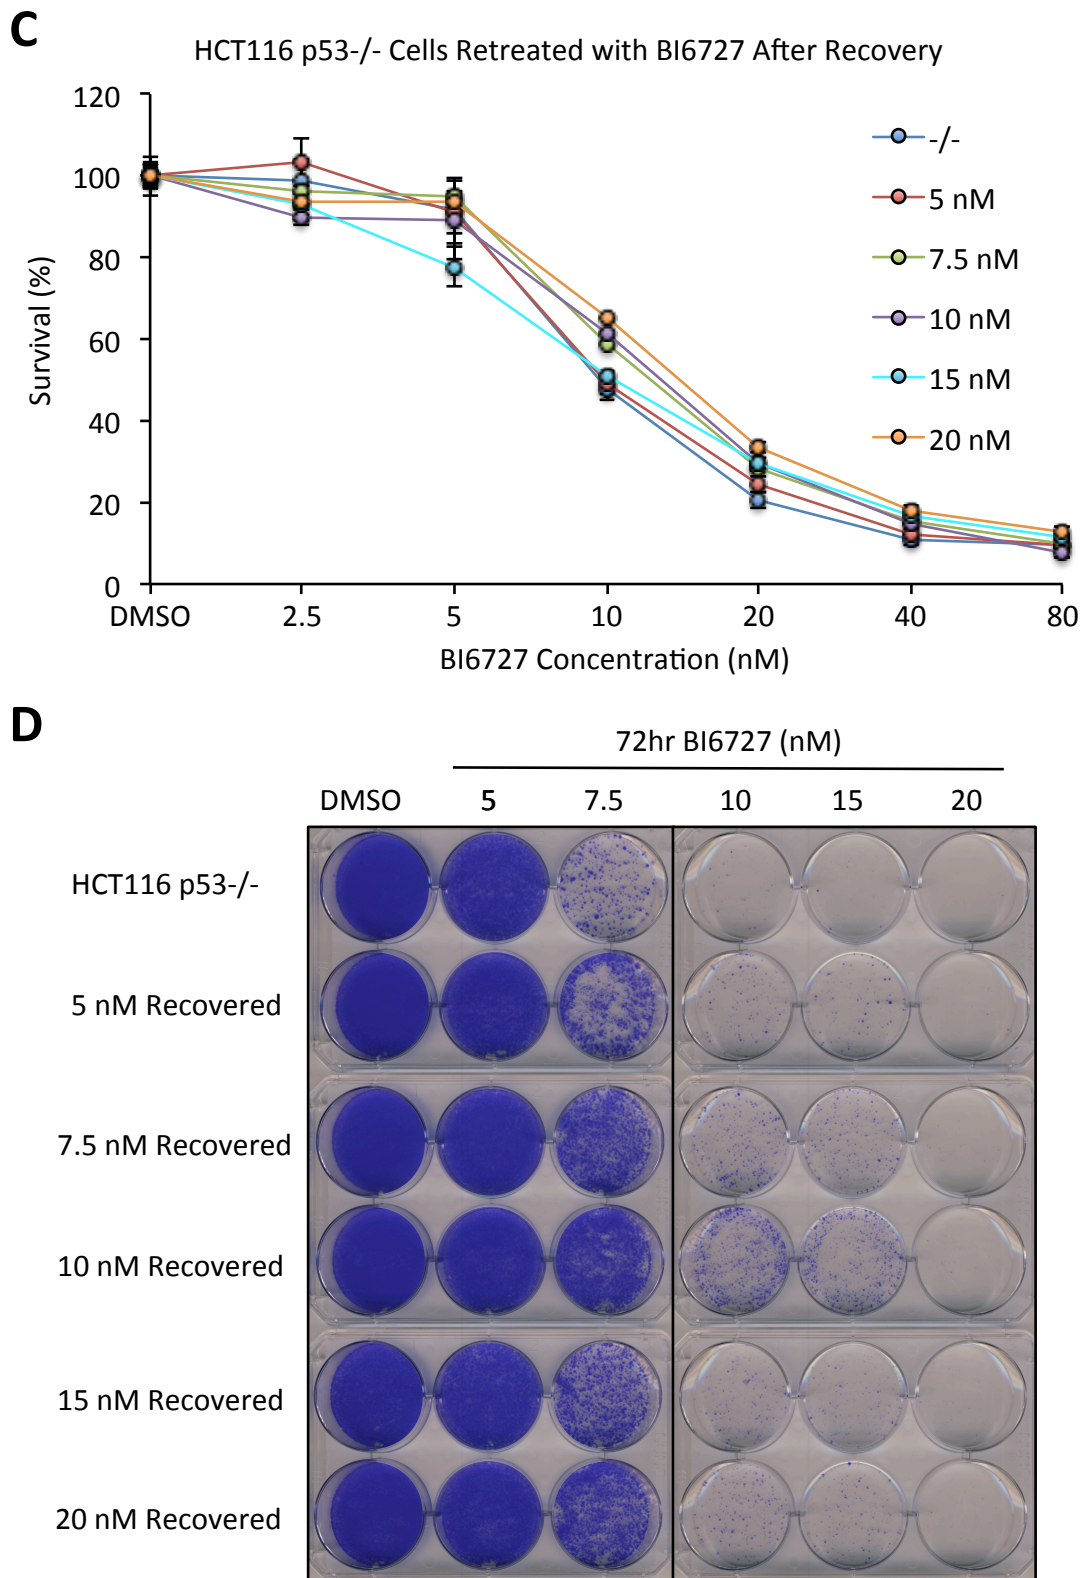 C
HCT116 p53-/- Cells Retreated with BI6727 After Recovery
120
100
80
60
40
20
0
Survival (%)
-/-
5 nM
7.5 nM
10 nM
15 nM
20 nM
DMSO 2.5 5 10 20 40 80
BI6727 Concentration (nM)
D
72hr BI6727 (nM)
DMSO 5 7.5 10 15 20
HCT116 p53-/-
5 nM Recovered
7.5 nM Recovered
10 nM Recovered
15 nM Recovered
20 nM Recovered